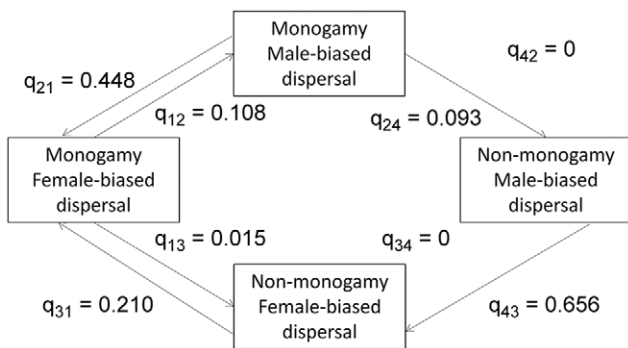 Monogamy
Male-biased
dispersal
q42 = 0
q21 = 0.448
q12 = 0.108
q24 = 0.093
Monogamy
Female-biased
dispersal
Non-monogamy
Male-biased
dispersal
q13 = 0.015
q34 = 0
Non-monogamy
Female-biased
dispersal
q31 = 0.210
q43 = 0.656